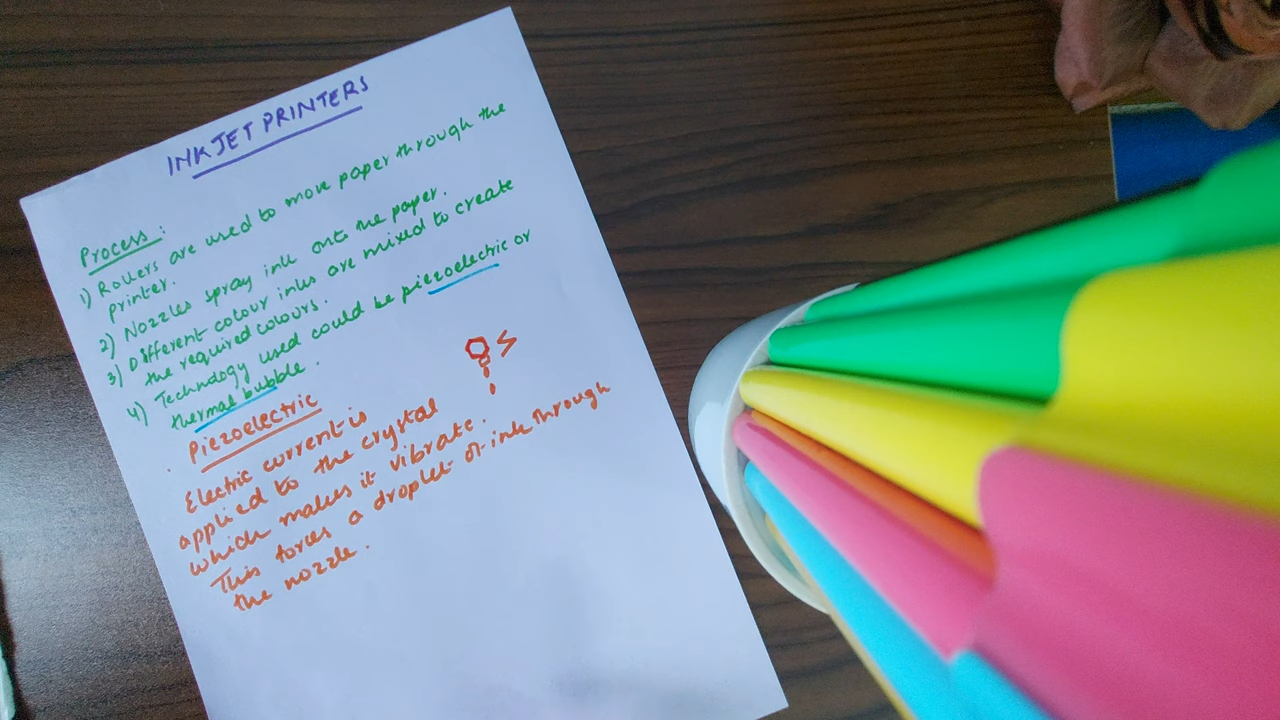 INKJET PRINTERS
Process:
1) Rollers are used to move paper through the
printer.
2) Nozzles spray ink onto the paper.
3) Different colour inks are mixed to create
the required colours.
4) Technology used could be piezoelectric or
thermal bubble.
Piezoelectric
Electric current is
applied to the crystal
which makes it vibrate.
This forces a droplet of ink through
the nozzle.